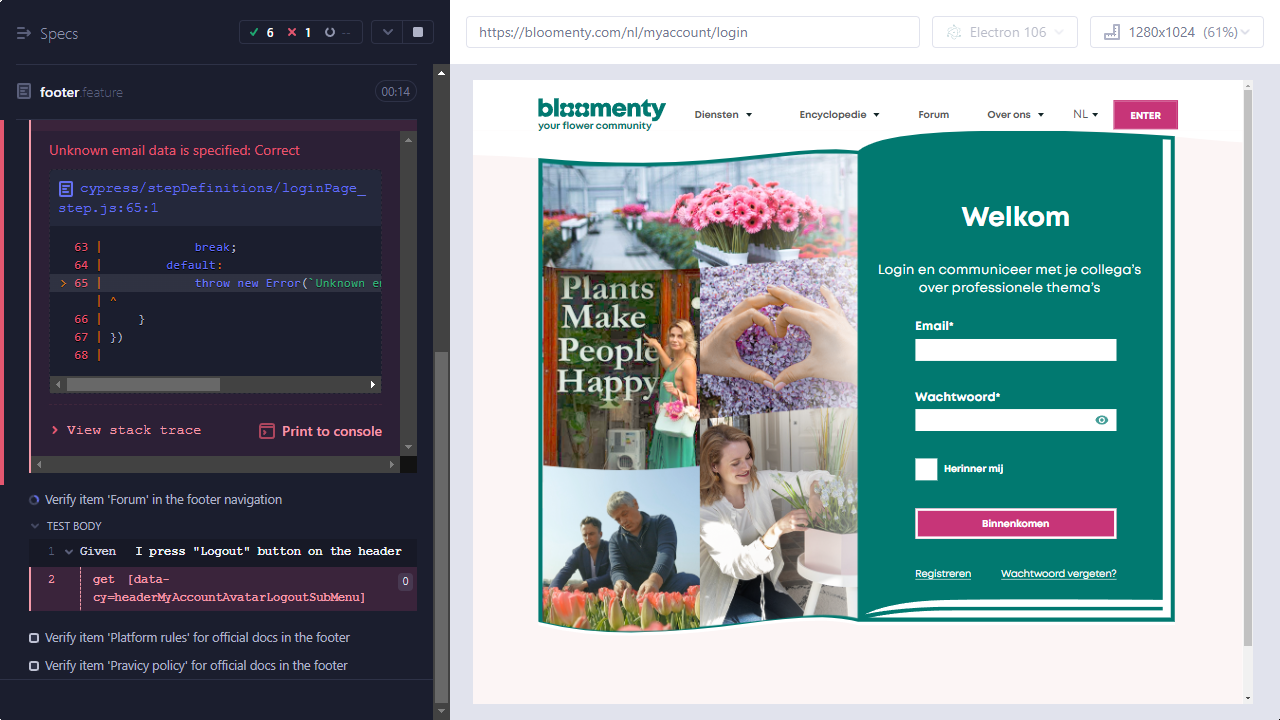 Specs
6
1
--
footer.feature
00:14
Unknown email data is specified: Correct
cypress/stepDefinitions/loginPage_
step.js:65:1
63 | break;
64 | default:
> 65 | throw new Error(`Unknown en
| ^
66 | }
67 | })
68 |
View stack trace
Print to console
Verify item 'Forum' in the footer navigation
TEST BODY
1 Given I press "Logout" button on the header
2 get [data-
cy=headerMyAccountAvatarLogoutSubMenu]
0
Verify item 'Platform rules' for official docs in the footer
Verify item 'Pravicy policy' for official docs in the footer
https://bloomenty.com/nl/myaccount/login
Electron 106
1280x1024 (61%)
bloomenty
your flower community
Diensten
Encyclopedie
Forum
Over ons
NL
ENTER
Plants
Make
People
Happy
Welkom
Login en communiceer met je collega's
over professionele thema's
Email*
Wachtwoord*
Herinner mij
Binnenkomen
Registreren
Wachtwoord vergeten?